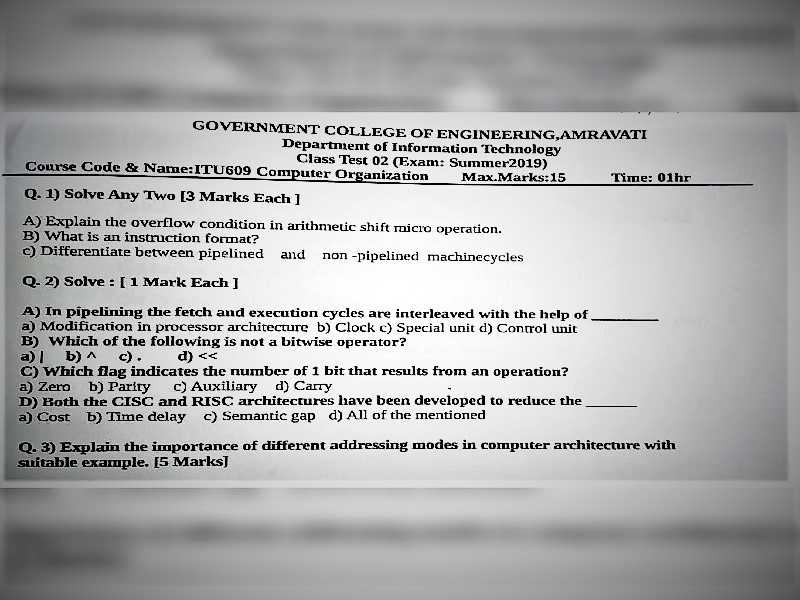 GOVERNMENT COLLEGE OF ENGINEERING,AMRAVATI
Department of Information Technology
Class Test 02 (Exam: Summer2019)
Course Code & Name:ITU609 Computer Organization Max.Marks:15 Time: 01hr
Q. 1) Solve Any Two [3 Marks Each ]
A) Explain the overflow condition in arithmetic shift micro operation.
B) What is an instruction format?
c) Differentiate between pipelined and non -pipelined machinecycles
Q. 2) Solve : [ 1 Mark Each ]
A) In pipelining the fetch and execution cycles are interleaved with the help of ________
a) Modification in processor architecture b) Clock c) Special unit d) Control unit
B) Which of the following is not a bitwise operator?
a) | b) ^ c) . d) <<
C) Which flag indicates the number of 1 bit that results from an operation?
a) Zero b) Parity c) Auxiliary d) Carry
D) Both the CISC and RISC architectures have been developed to reduce the ______
a) Cost b) Time delay c) Semantic gap d) All of the mentioned
Q. 3) Explain the importance of different addressing modes in computer architecture with
suitable example. [5 Marks]